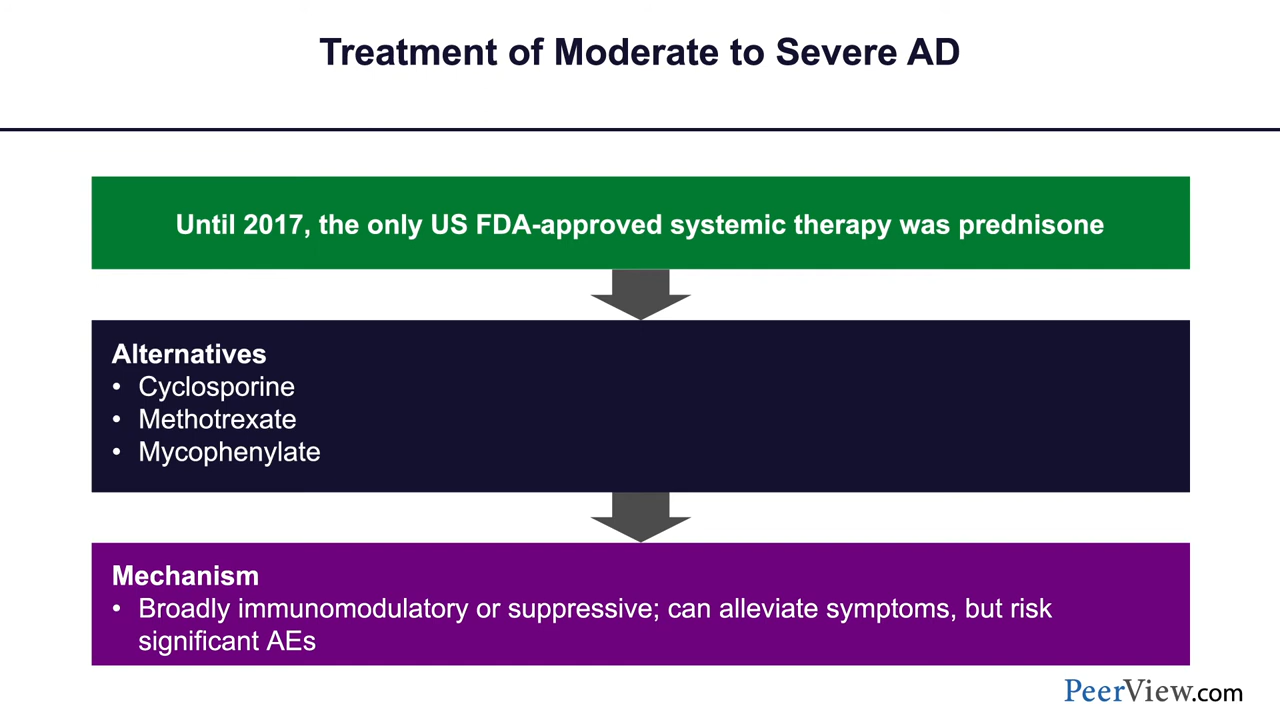 Treatment of Moderate to Severe AD
Until 2017, the only US FDA-approved systemic therapy was prednisone
Alternatives
• Cyclosporine
• Methotrexate
• Mycophenylate
Mechanism
• Broadly immunomodulatory or suppressive; can alleviate symptoms, but risk
significant AEs
PeerView.com